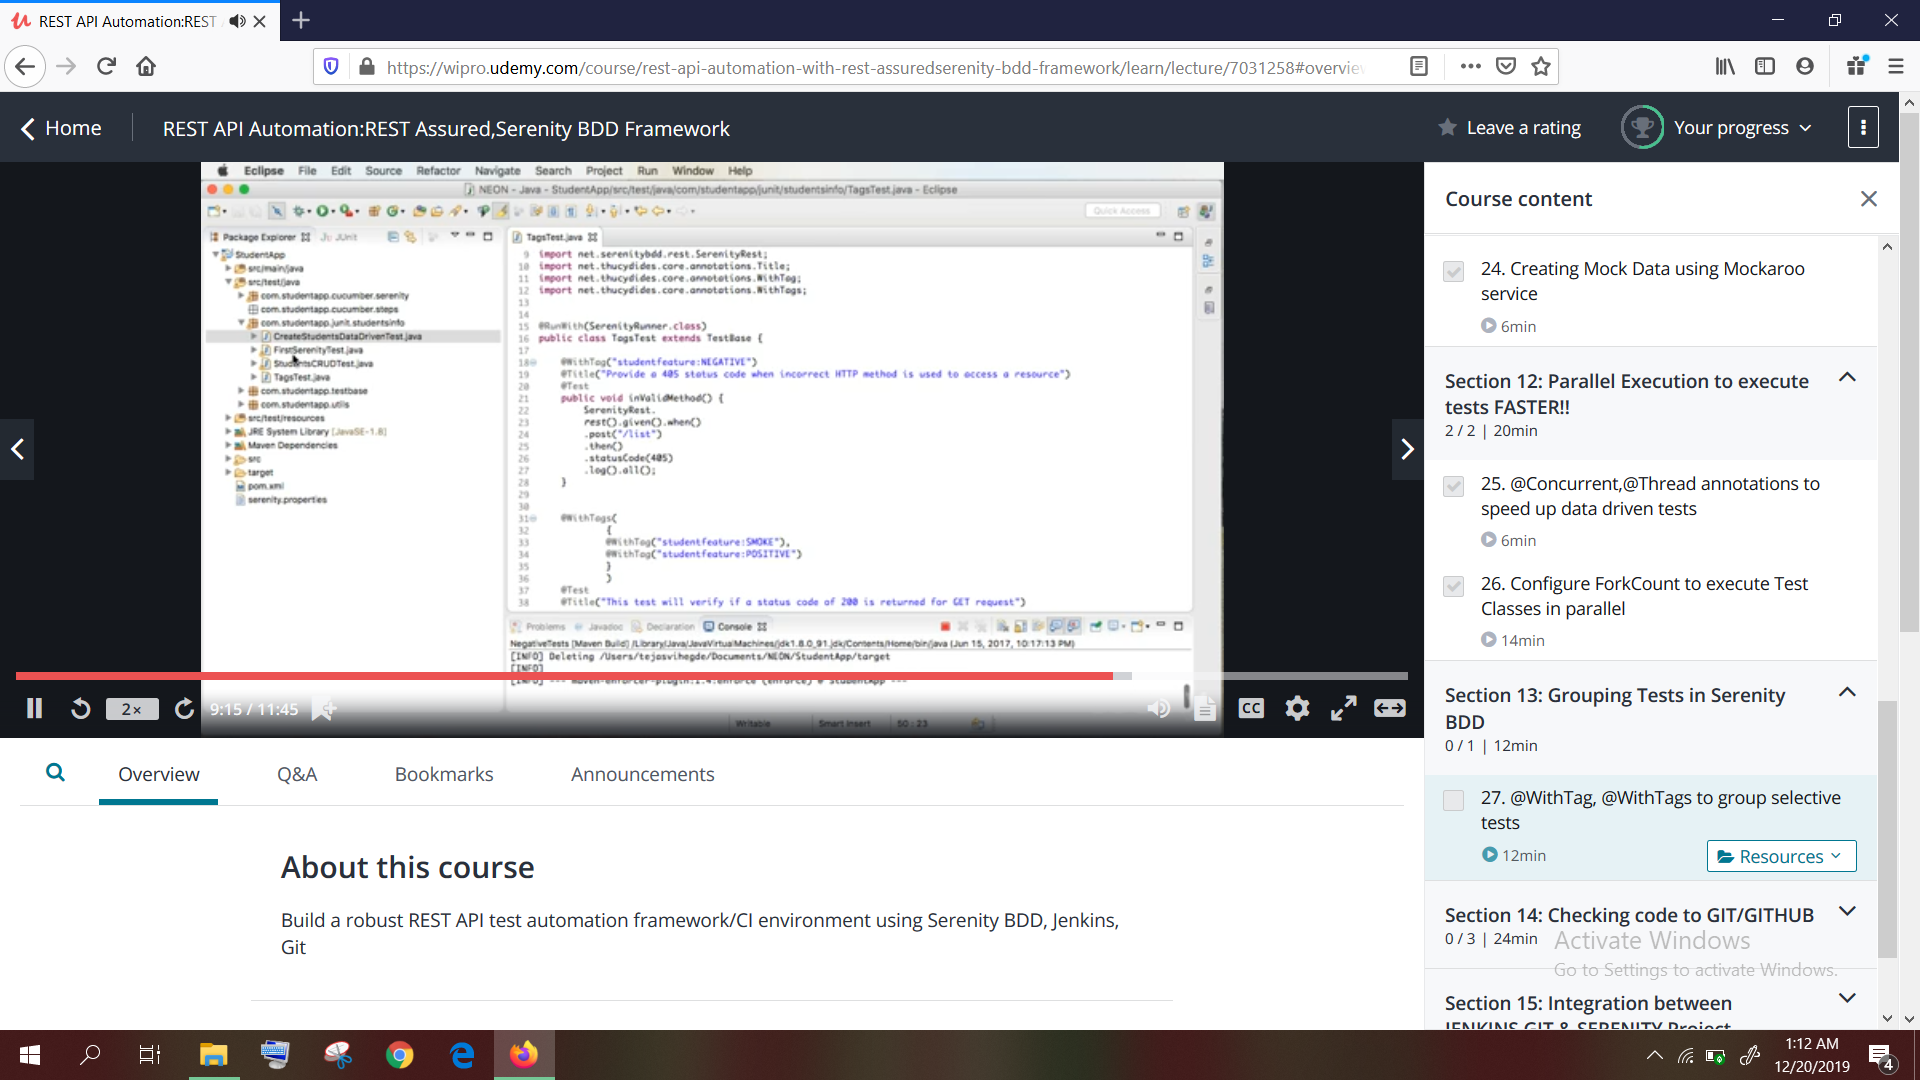 REST API Automation:REST
https://wipro.udemy.com/course/rest-api-automation-with-rest-assuredserenity-bdd-framework/learn/lecture/7031258#overvie
Home
REST API Automation:REST Assured,Serenity BDD Framework
Leave a rating
Your progress
Eclipse File Edit Source Refactor Navigate Search Project Run Window Help
NEON - Java - StudentApp/src/test/java/com/studentapp/junit/studentsinfo/TagsTest.java - Eclipse
Quick Access
Package Explorer
JUnit
StudentApp
src/main/java
src/test/java
com.studentapp.cucumber.serenity
com.studentapp.cucumber.steps
com.studentapp.junit.studentsinfo
CreateStudentsDataDrivenTest.java
FirstSerenityTest.java
StudentsCRUDTest.java
TagsTest.java
com.studentapp.testbase
com.studentapp.utils
src/test/resources
JRE System Library [JavaSE-1.8]
Maven Dependencies
src
target
pom.xml
serenity.properties
TagsTest.java
9 import net.serenitybdd.rest.SerenityRest;
10 import net.thucydides.core.annotations.Title;
11 import net.thucydides.core.annotations.WithTag;
12 import net.thucydides.core.annotations.WithTags;
13
14
15 @RunWith(SerenityRunner.class)
16 public class TagsTest extends TestBase {
17
18 @WithTag("studentfeature:NEGATIVE")
19 @Title("Provide a 405 status code when incorrect HTTP method is used to access a resource")
20 @Test
21 public void inValidMethod() {
22 SerenityRest.
23 rest().given().when()
24 .post("/list")
25 .then()
26 .statusCode(405)
27 .log().all();
28 }
29
30
31 @WithTags(
32 {
33 @WithTag("studentfeature:SMOKE"),
34 @WithTag("studentfeature:POSITIVE")
35 }
36 )
37 @Test
38 @Title("This test will verify if a status code of 200 is returned for GET request")
Problems Javadoc Declaration Console
NegativeTests [Maven Build] /Library/Java/JavaVirtualMachines/jdk1.8.0_91.jdk/Contents/Home/bin/java (Jun 15, 2017, 10:17:13 PM)
[INFO] Deleting /Users/tejasvihegde/Documents/NEON/StudentApp/target
[INFO]
[INFO] --- maven-enforcer-plugin:1.4:enforce (enforce) @ StudentApp ---
Writable Smart Insert 50 : 23
2×
9:15 / 11:45
CC
Overview
Q&A
Bookmarks
Announcements
About this course
Build a robust REST API test automation framework/CI environment using Serenity BDD, Jenkins,
Git
Course content
24. Creating Mock Data using Mockaroo
service
6min
Section 12: Parallel Execution to execute
tests FASTER!!
2 / 2 | 20min
25. @Concurrent,@Thread annotations to
speed up data driven tests
6min
26. Configure ForkCount to execute Test
Classes in parallel
14min
Section 13: Grouping Tests in Serenity
BDD
0 / 1 | 12min
27. @WithTag, @WithTags to group selective
tests
12min
Resources
Section 14: Checking code to GIT/GITHUB
0 / 3 | 24min
Activate Windows
Go to Settings to activate Windows.
Section 15: Integration between
JENKINS,GIT & SERENITY Project
1:12 AM
12/20/2019
4